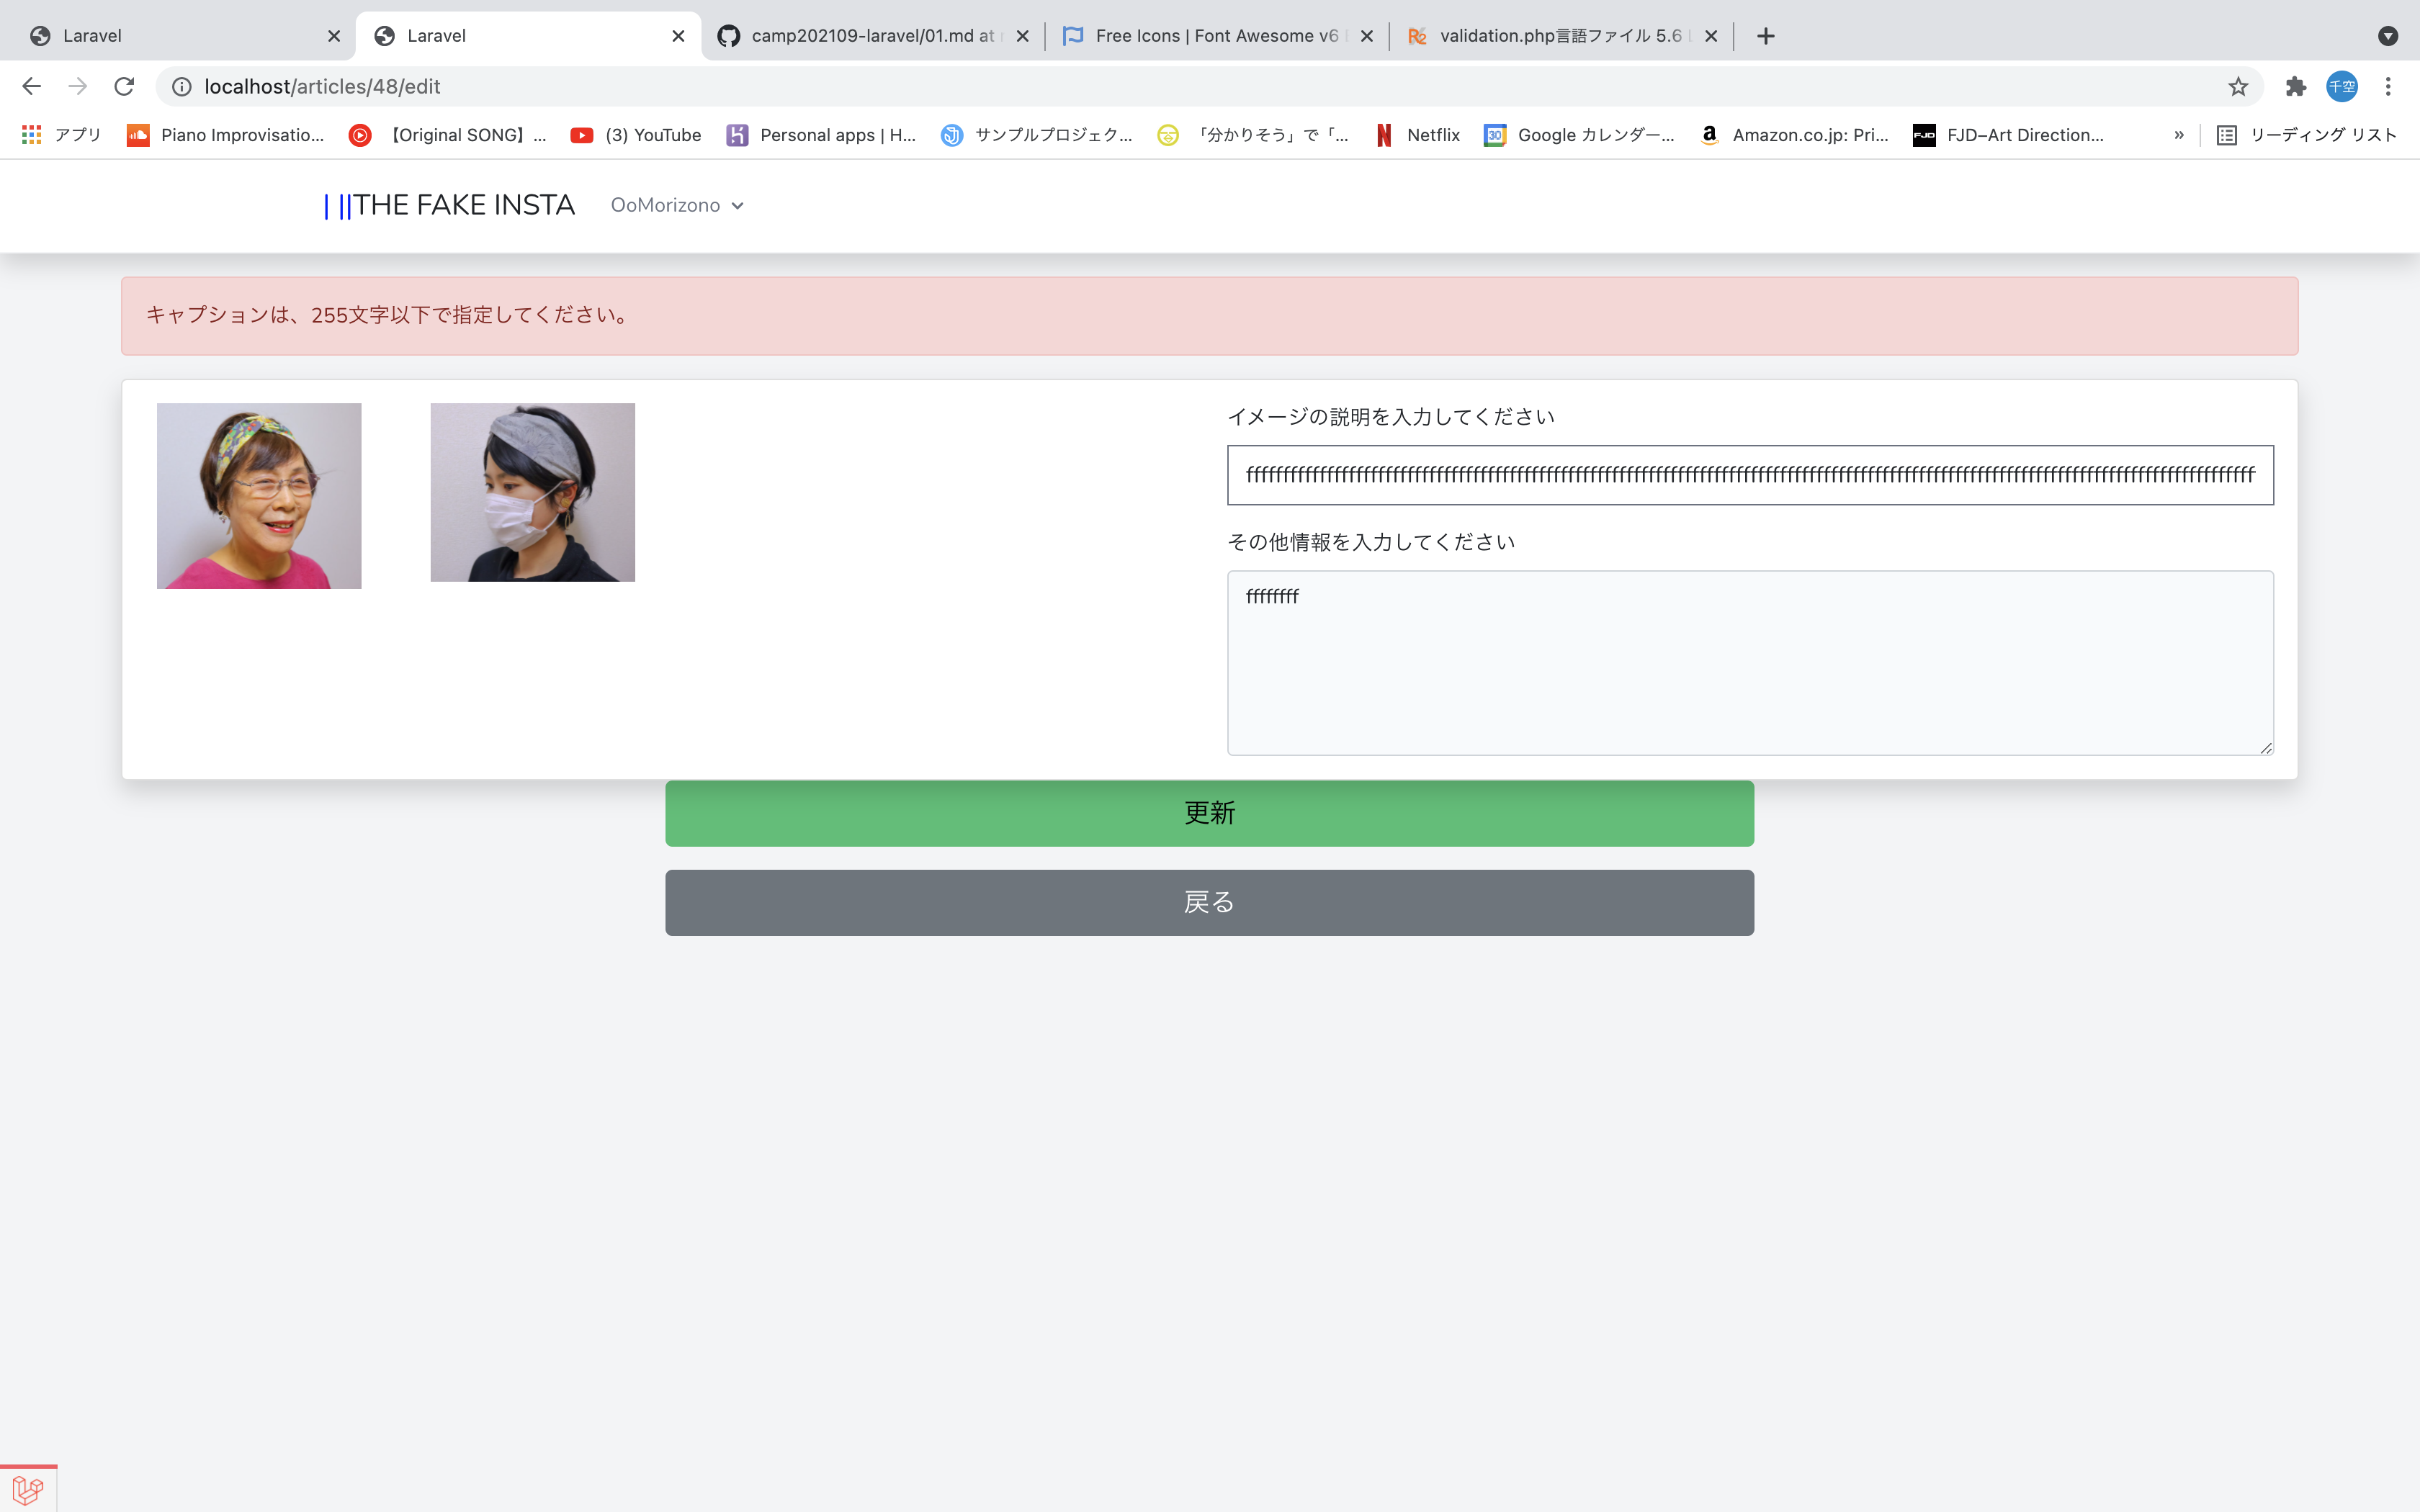 Laravel
Laravel
camp202109-laravel/01.md at
Free Icons | Font Awesome v6
validation.php言語ファイル 5.6
localhost/articles/48/edit
千空
アプリ
Piano Improvisatio...
【Original SONG】...
(3) YouTube
Personal apps | H...
サンプルプロジェク...
「分かりそう」で「...
Netflix
30
Google カレンダー...
Amazon.co.jp: Pri...
FJD
FJD–Art Direction...
»
リーディング リスト
| ||THE FAKE INSTA
OoMorizono
キャプションは、255文字以下で指定してください。
イメージの説明を入力してください
その他情報を入力してください
ffffffff
更新
戻る